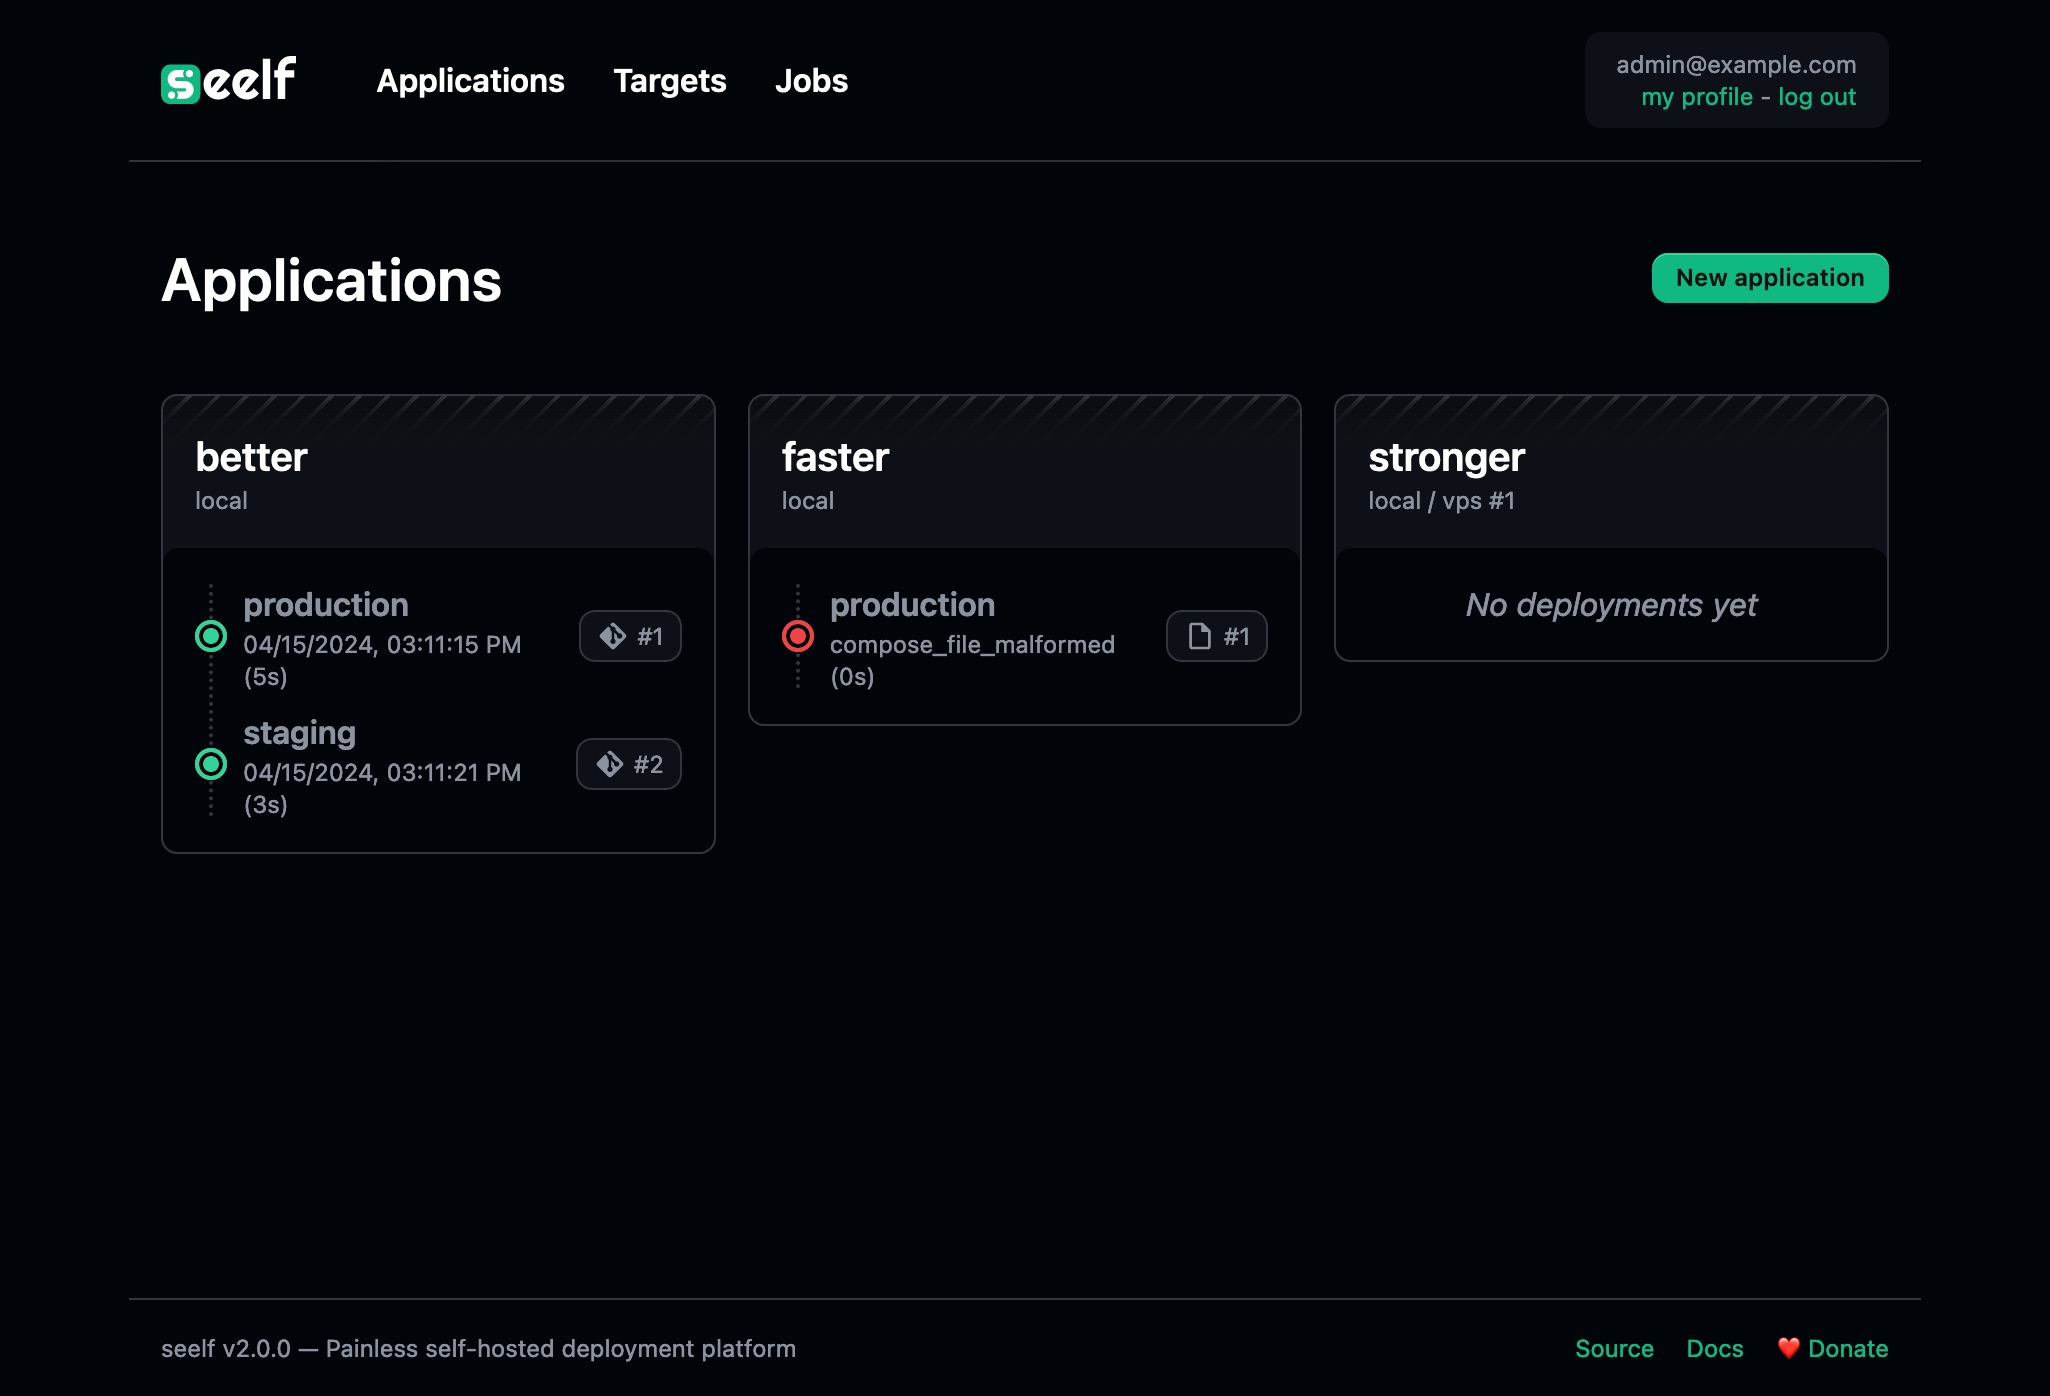 seelf
Applications
Targets
Jobs
admin@example.com
my profile - log out
Applications
New application
better
local
production
04/15/2024, 03:11:15 PM
(5s)
#1
staging
04/15/2024, 03:11:21 PM
(3s)
#2
faster
local
production
compose_file_malformed
(0s)
#1
stronger
local / vps #1
No deployments yet
seelf v2.0.0 — Painless self-hosted deployment platform
Source
Docs
❤️ Donate